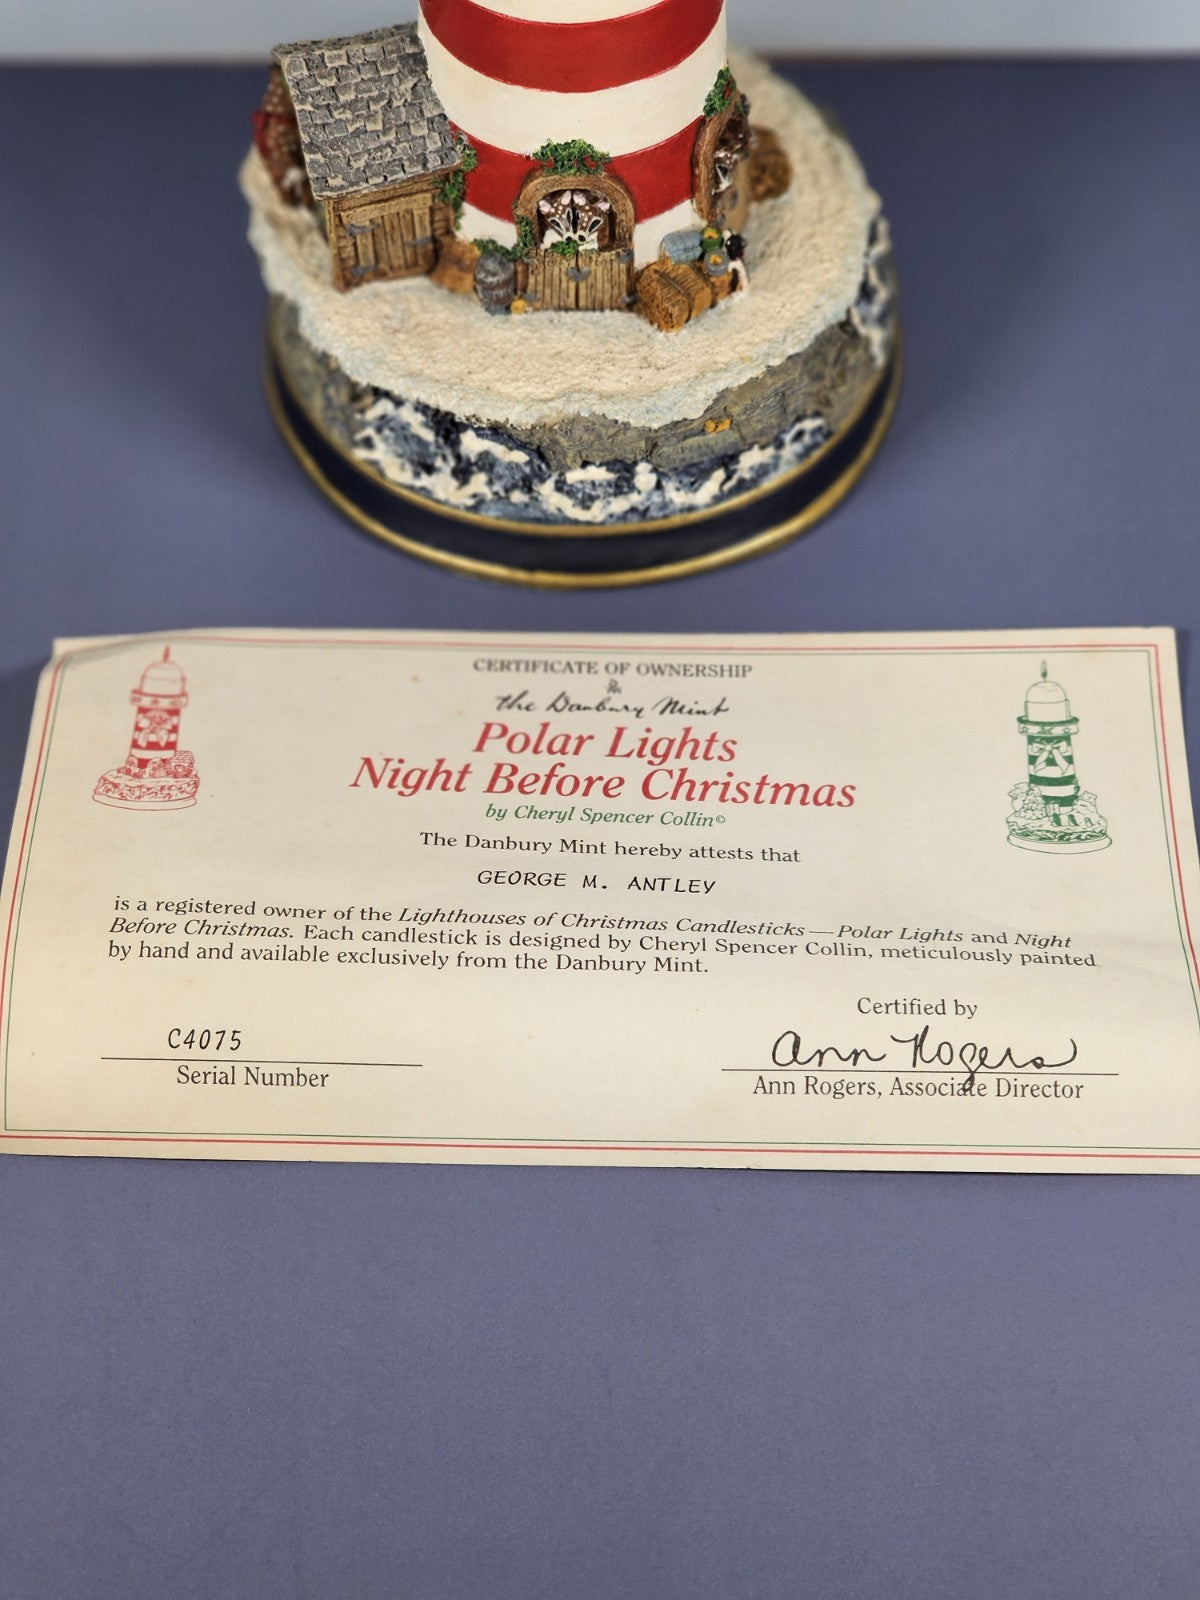 CERTIFICATE OF OWNERSHIP
the Danbury Mint
Polar Lights
Night Before Christmas
by Cheryl Spencer Collin©
The Danbury Mint hereby attests that
GEORGE M. ANTLEY
is a registered owner of the Lighthouses of Christmas Candlesticks—Polar Lights and Night
Before Christmas. Each candlestick is designed by Cheryl Spencer Collin, meticulously painted
by hand and available exclusively from the Danbury Mint.
Certified by
C4075
Ann Rogers
Serial Number
Ann Rogers, Associate Director